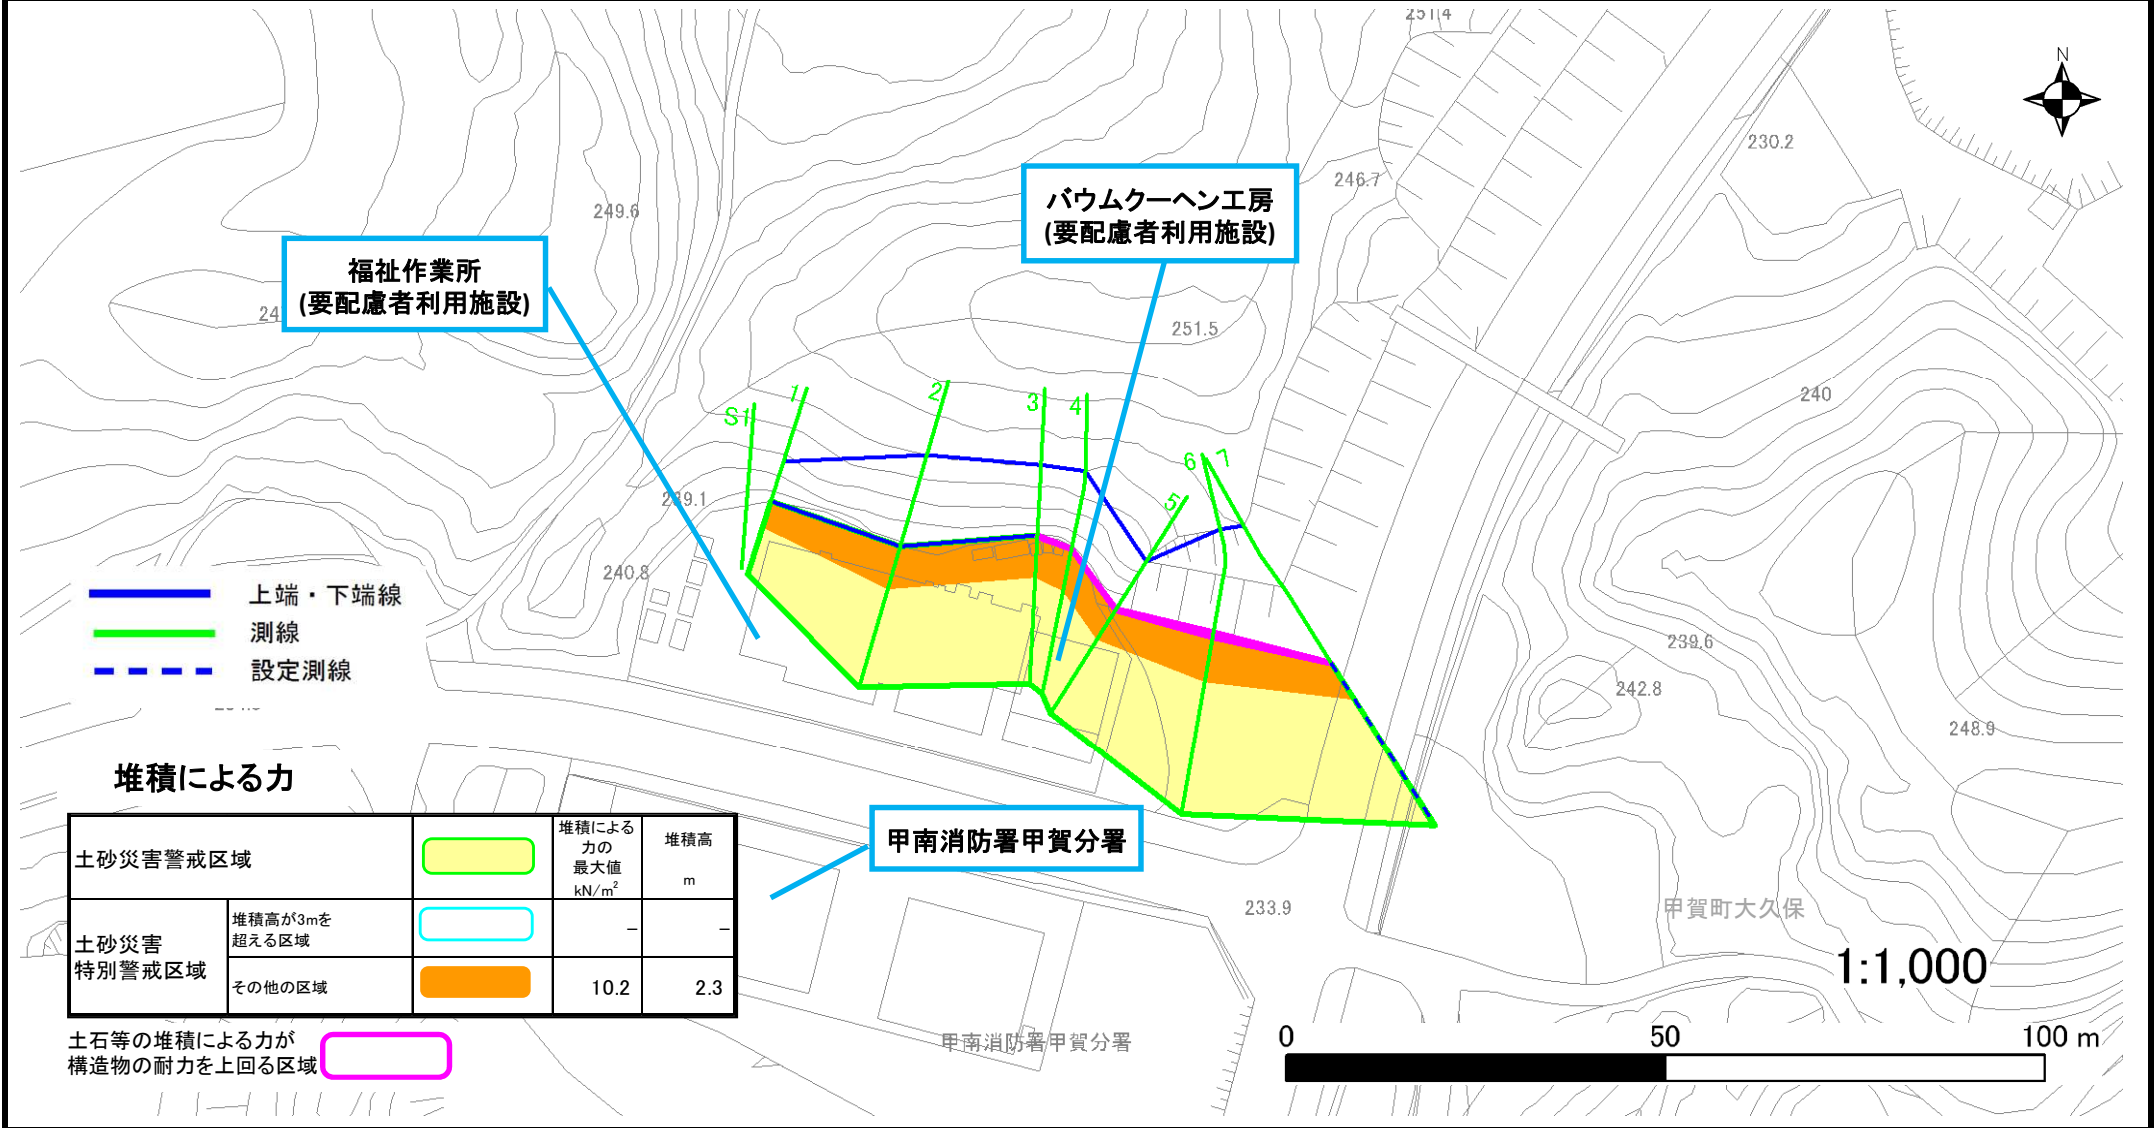 251.4
N
230.2
246.7
バウムクーヘン工房
(要配慮者利用施設)
249.6
福祉作業所
(要配慮者利用施設)
24
251.5
240
S1
1
2
3
4
5
6
7
239.1
240.8
上端・下端線
測線
設定測線
239.6
242.8
248.9
堆積による力
土砂災害警戒区域
堆積による
力の
最大値
kN/m²
堆積高
m
土砂災害
特別警戒区域
堆積高が3mを
超える区域
–
–
その他の区域
10.2
2.3
土石等の堆積による力が
構造物の耐力を上回る区域
甲南消防署甲賀分署
233.9
甲賀町大久保
甲南消防署甲賀分署
1:1,000
0
50
100 m